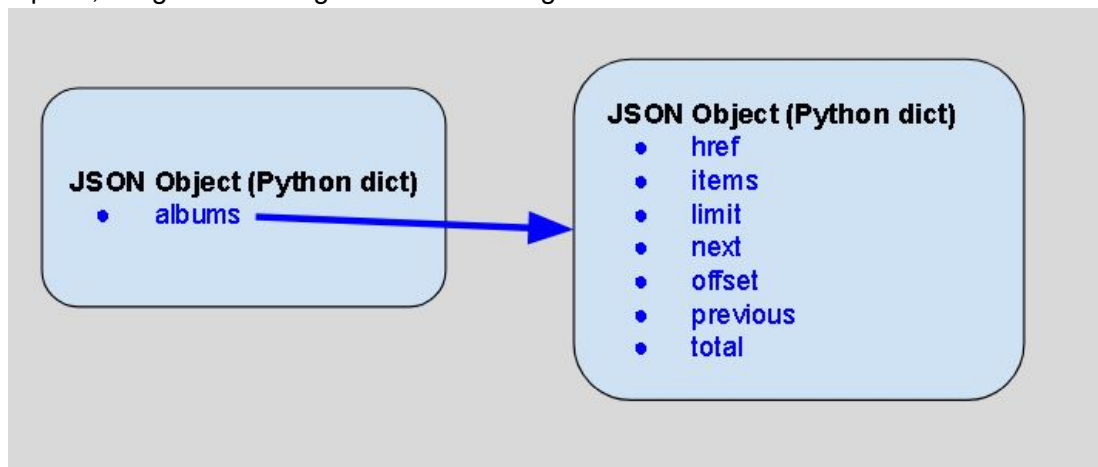 JSON Object (Python dict)
• albums
JSON Object (Python dict)
• href
• items
• limit
• next
• offset
• previous
• total